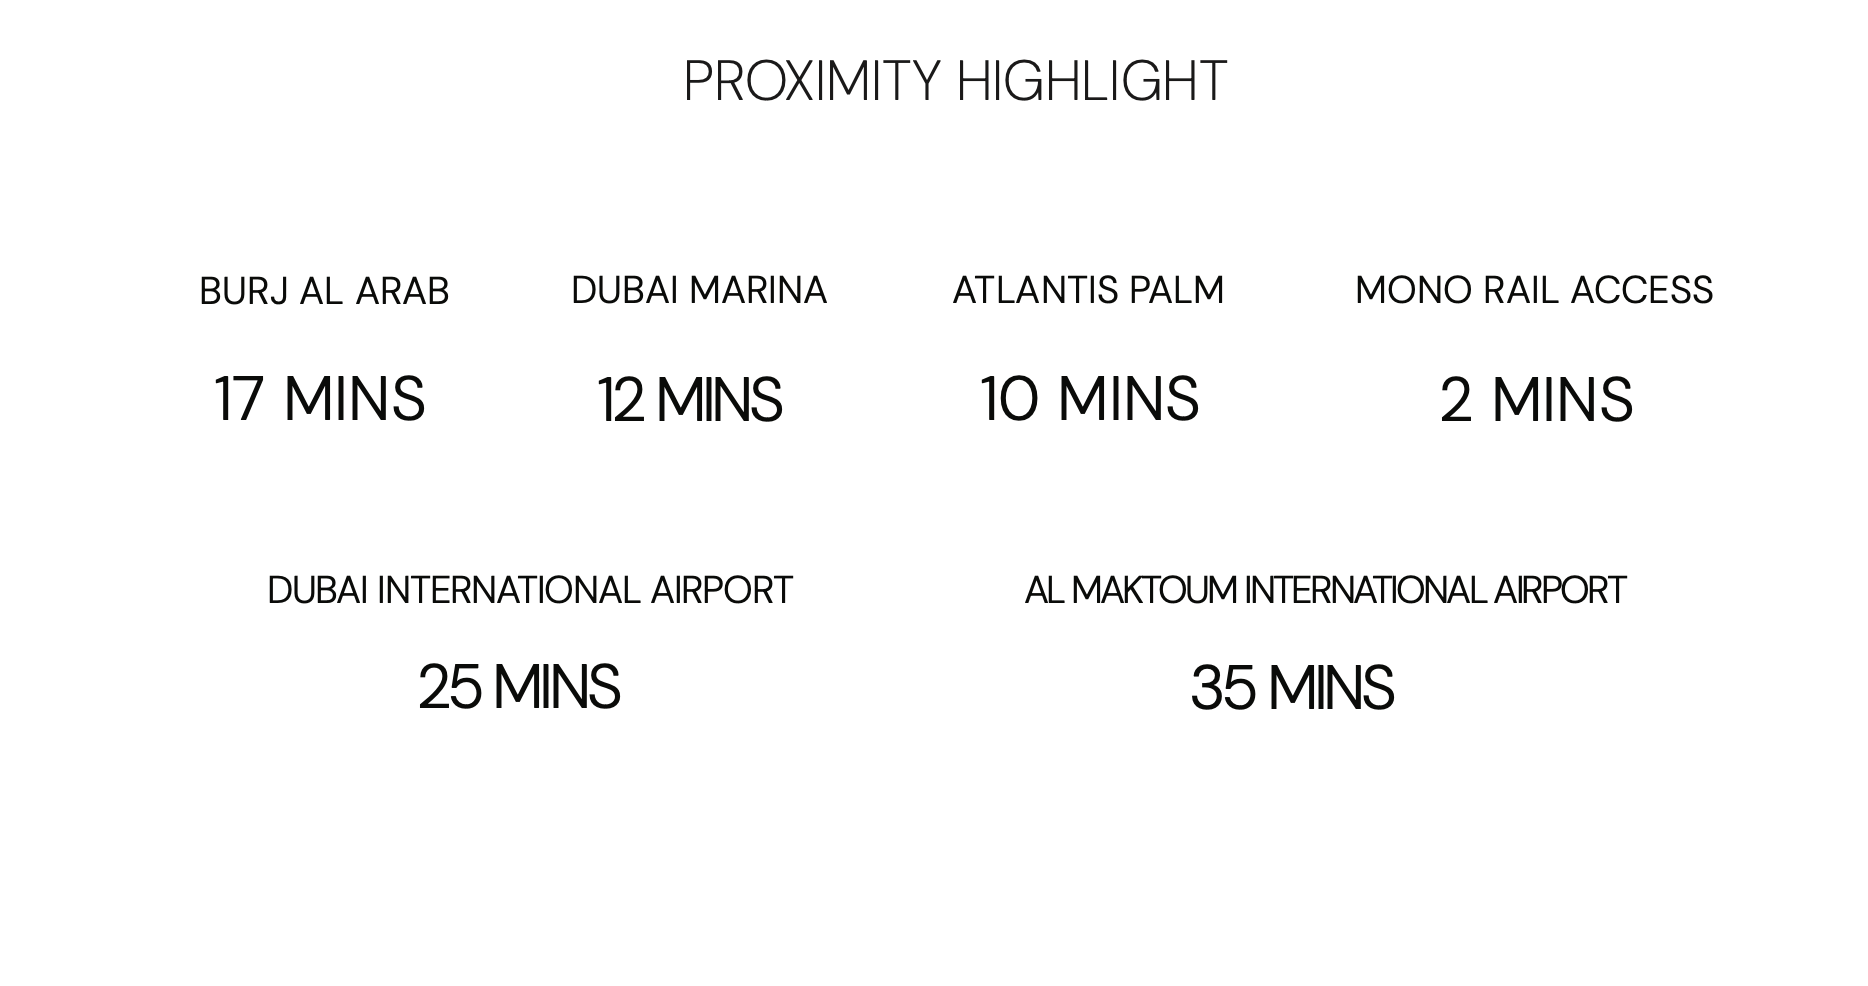 PROXIMITY HIGHLIGHT
BURJ AL ARAB
17 MINS
DUBAI MARINA
12 MINS
ATLANTIS PALM
10 MINS
MONO RAIL ACCESS
2 MINS
DUBAI INTERNATIONAL AIRPORT
25 MINS
AL MAKTOUM INTERNATIONAL AIRPORT
35 MINS